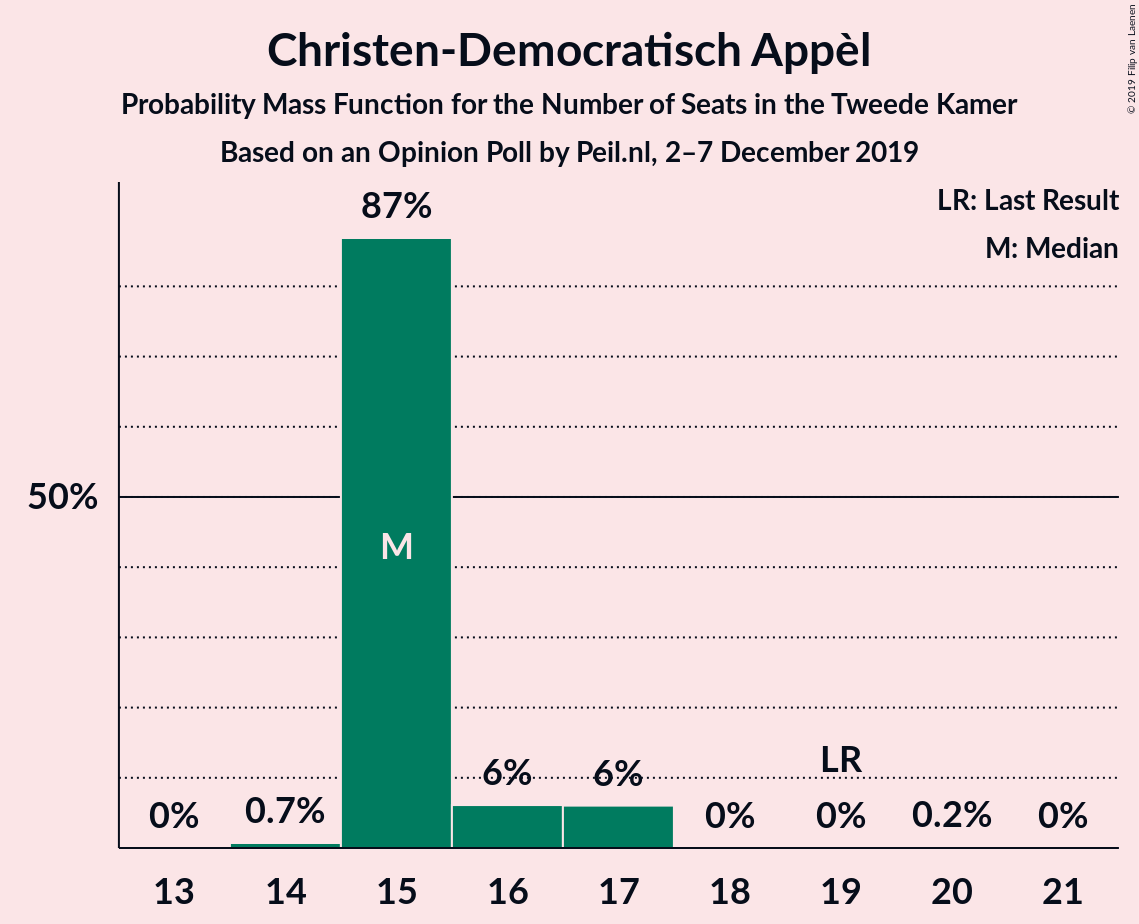 Christen-Democratisch Appèl
Probability Mass Function for the Number of Seats in the Tweede Kamer
Based on an Opinion Poll by Peil.nl, 2–7 December 2019
© 2019 Filip van Laenen
LR: Last Result
M: Median
87%
50%
M
0%
0.7%
6%
6%
0%
LR
0%
0.2%
0%
13
14
15
16
17
18
19
20
21